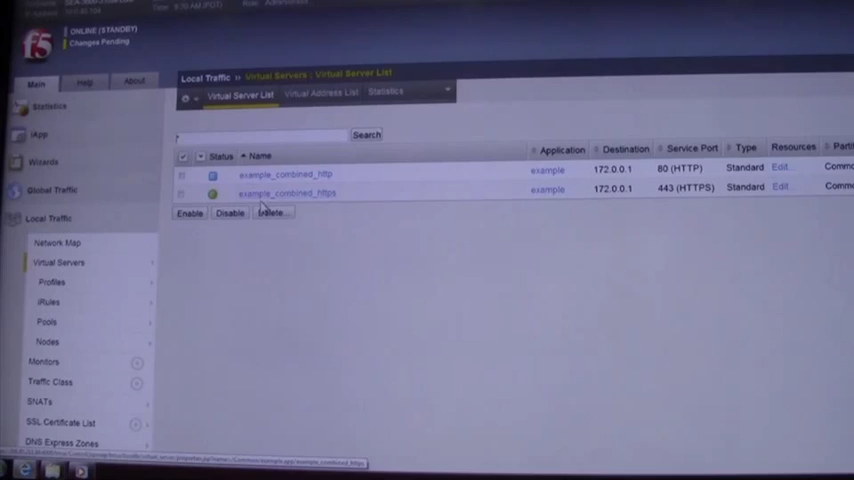 f5
ONLINE (STANDBY)
Changes Pending
Main
Help
About
Local Traffic » Virtual Servers : Virtual Server List
Virtual Server List
Virtual Address List
Statistics
Statistics
iApp
Wizards
Global Traffic
Local Traffic
Network Map
Virtual Servers
Profiles
iRules
Pools
Nodes
Monitors
Traffic Class
SNATs
SSL Certificate List
DNS Express Zones
*
Search
Status Name Application Destination Service Port Type Resources
example_combined_http example 172.0.0.1 80 (HTTP) Standard Edit...
example_combined_https example 172.0.0.1 443 (HTTPS) Standard Edit...
Enable Disable Delete...